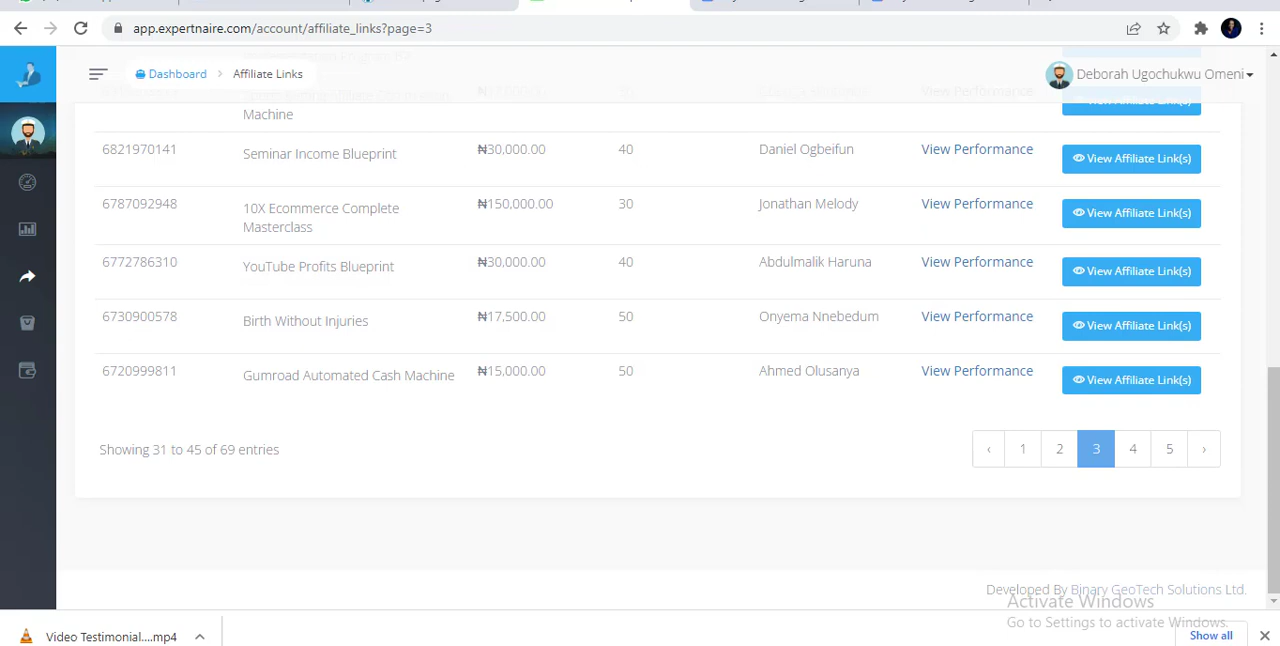 app.expertnaire.com/account/affiliate_links?page=3
Dashboard > Affiliate Links
Deborah Ugochukwu Omeni
Machine
View Performance
View Affiliate Link(s)
6821970141 Seminar Income Blueprint ₦30,000.00 40 Daniel Ogbeifun View Performance View Affiliate Link(s)
6787092948 10X Ecommerce Complete ₦150,000.00 30 Jonathan Melody View Performance View Affiliate Link(s)
Masterclass
6772786310 YouTube Profits Blueprint ₦30,000.00 40 Abdulmalik Haruna View Performance View Affiliate Link(s)
6730900578 Birth Without Injuries ₦17,500.00 50 Onyema Nnebedum View Performance View Affiliate Link(s)
6720999811 Gumroad Automated Cash Machine ₦15,000.00 50 Ahmed Olusanya View Performance View Affiliate Link(s)
Showing 31 to 45 of 69 entries ‹ 1 2 3 4 5 ›
Developed By Binary GeoTech Solutions Ltd.
Activate Windows
Go to Settings to activate Windows.
Video Testimonial....mp4
Show all